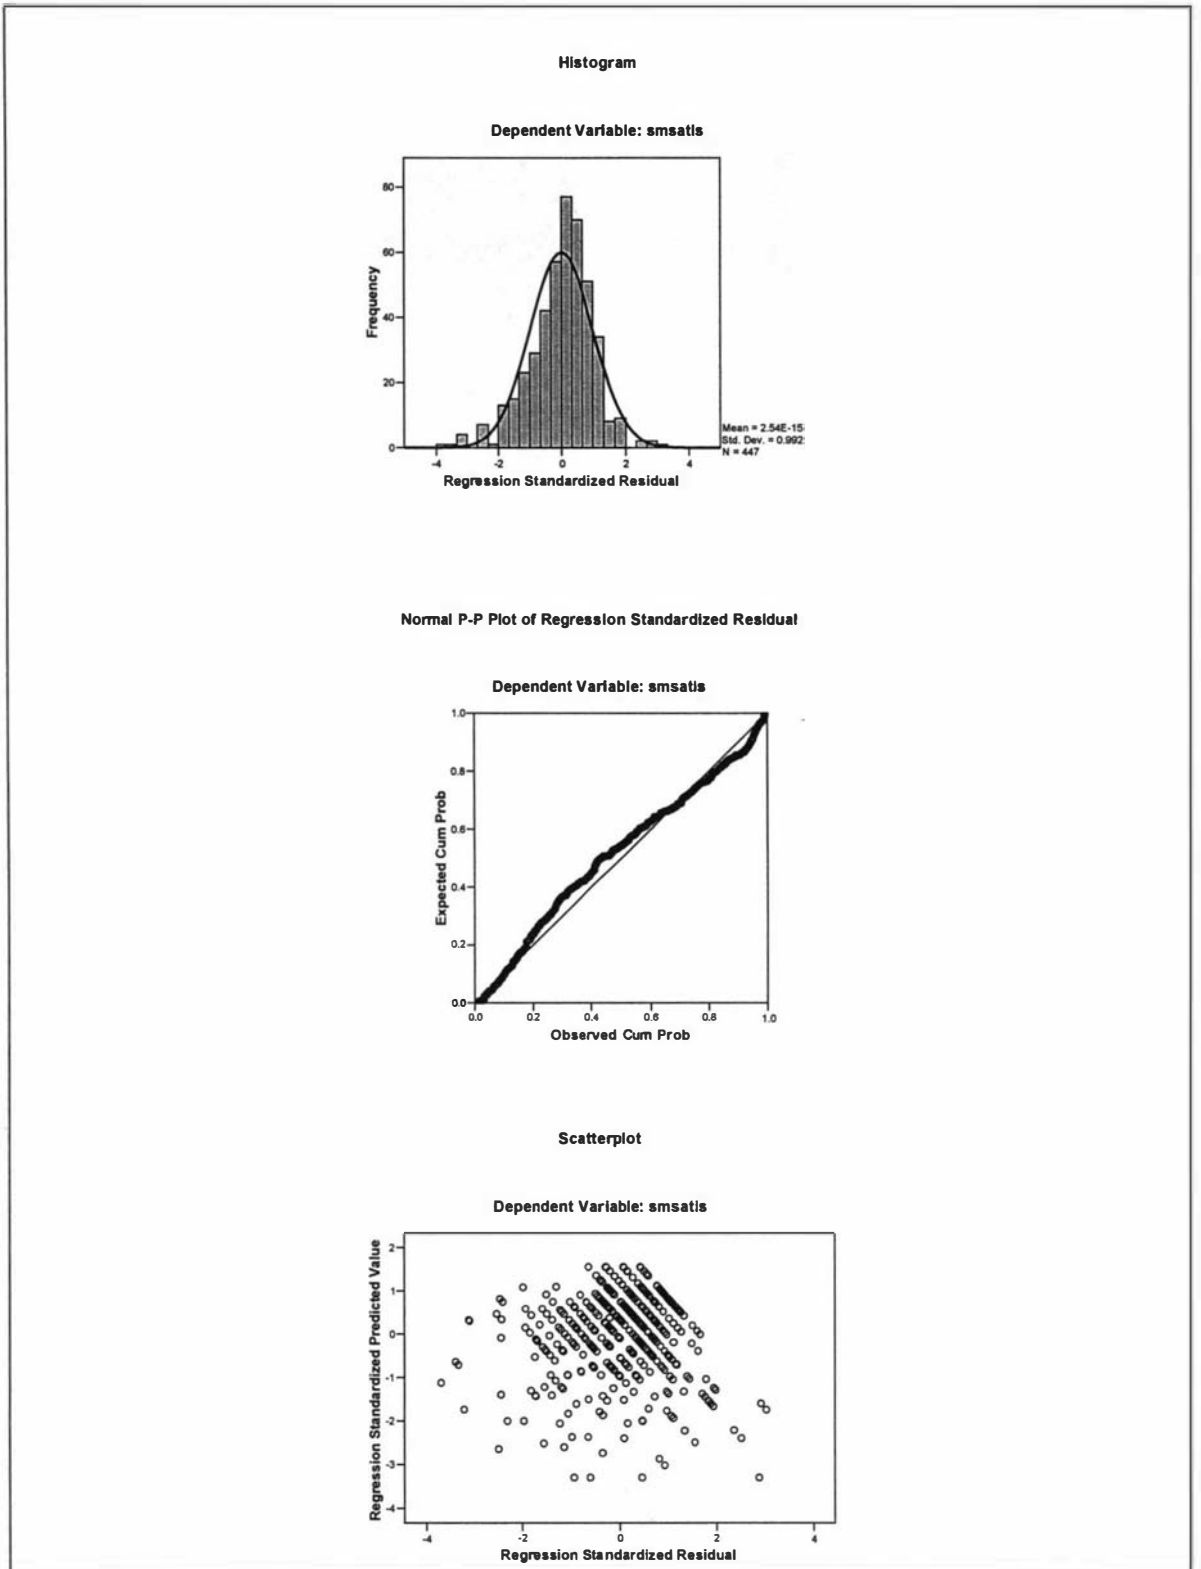 Histogram
Dependent Variable: smsatis
80
60
40
20
0
Frequency
-4 -2 0 2 4
Regression Standardized Residual
Mean = 2.54E-15
Std. Dev. = 0.992
N = 447
Normal P-P Plot of Regression Standardized Residual
Dependent Variable: smsatis
1.0
0.8
0.6
0.4
0.2
0.0
Expected Cum Prob
0.0 0.2 0.4 0.6 0.8 1.0
Observed Cum Prob
Scatterplot
Dependent Variable: smsatis
2
1
0
-1
-2
-3
-4
Regression Standardized Predicted Value
-4 -2 0 2 4
Regression Standardized Residual